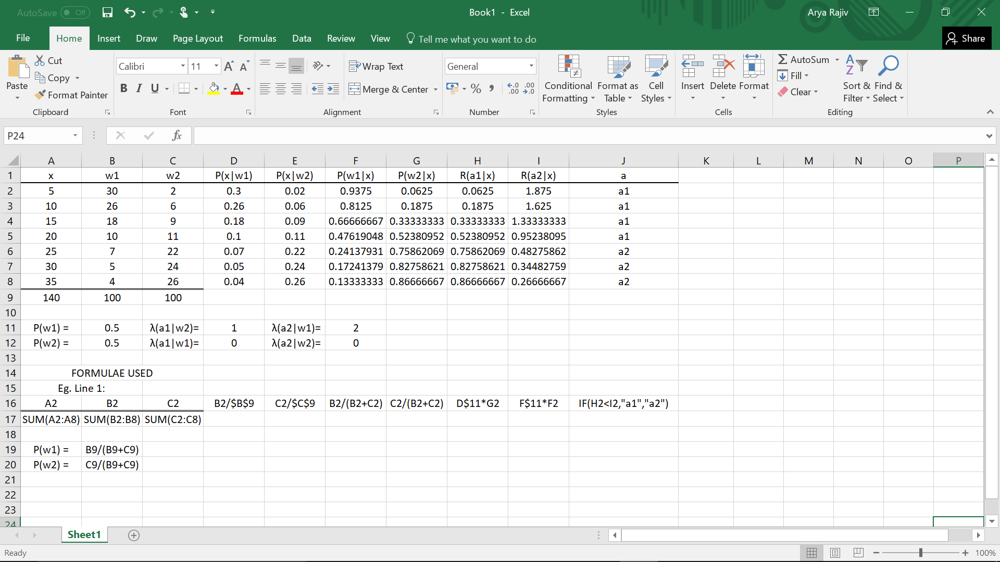 AutoSave Off Book1 - Excel Arya Rajiv
File Home Insert Draw Page Layout Formulas Data Review View Tell me what you want to do Share
Paste Cut Copy Format Painter Clipboard
Calibri 11 A A B I U A Font
Wrap Text Merge & Center Alignment
General % , .0 .00 .00 .0 Number
Conditional Formatting Format as Table Cell Styles Styles
Insert Delete Format Cells
AutoSum Fill Clear Sort & Filter Find & Select Editing
P24 fx
A B C D E F G H I J K L M N O P
1 x w1 w2 P(x|w1) P(x|w2) P(w1|x) P(w2|x) R(a1|x) R(a2|x) a
2 5 30 2 0.3 0.02 0.9375 0.0625 0.0625 1.875 a1
3 10 26 6 0.26 0.06 0.8125 0.1875 0.1875 1.625 a1
4 15 18 9 0.18 0.09 0.66666667 0.33333333 0.33333333 1.33333333 a1
5 20 10 11 0.1 0.11 0.47619048 0.52380952 0.52380952 0.95238095 a1
6 25 7 22 0.07 0.22 0.24137931 0.75862069 0.75862069 0.48275862 a2
7 30 5 24 0.05 0.24 0.17241379 0.82758621 0.82758621 0.34482759 a2
8 35 4 26 0.04 0.26 0.13333333 0.86666667 0.86666667 0.26666667 a2
9 140 100 100
10
11 P(w1) = 0.5 λ(a1|w2)= 1 λ(a2|w1)= 2
12 P(w2) = 0.5 λ(a1|w1)= 0 λ(a2|w2)= 0
13
14 FORMULAE USED
15 Eg. Line 1:
16 A2 B2 C2 B2/$B$9 C2/$C$9 B2/(B2+C2) C2/(B2+C2) D$11*G2 F$11*F2 IF(H2<I2,"a1","a2")
17 SUM(A2:A8) SUM(B2:B8) SUM(C2:C8)
18
19 P(w1) = B9/(B9+C9)
20 P(w2) = C9/(B9+C9)
21
22
23
24
Sheet1
Ready 100%